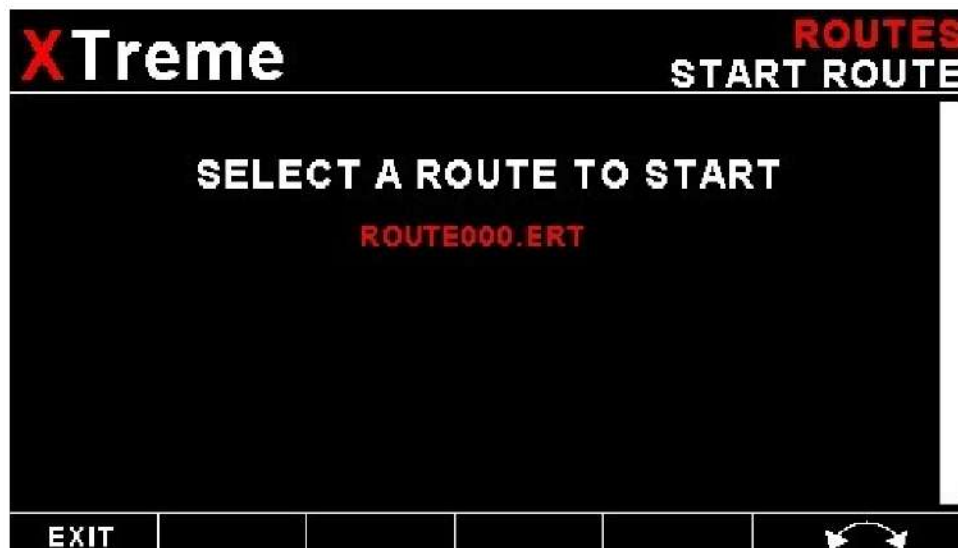 XTreme
ROUTES
START ROUTE
SELECT A ROUTE TO START
ROUTE000.ERT
EXIT